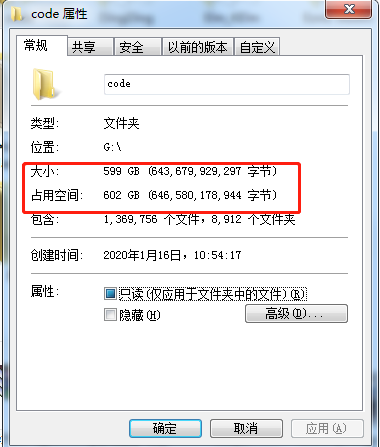 code 属性
常规 共享 安全 以前的版本 自定义
code
类型: 文件夹
位置: G:\
大小: 599 GB (643,679,929,297 字节)
占用空间: 602 GB (646,580,178,944 字节)
包含: 1,369,756 个文件，8,912 个文件夹
创建时间: 2020年1月16日，10:54:17
属性: 只读(仅应用于文件夹中的文件)(R)
隐藏(H) 高级(D)...
确定 取消 应用(A)